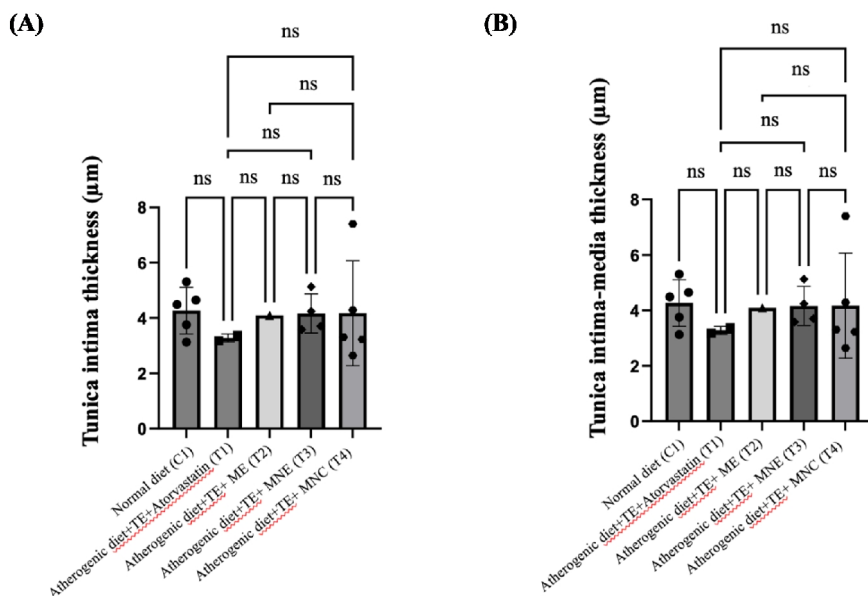 (A)
ns
ns
ns
ns
ns
ns
ns
Tunica intima thickness (µm)
8
6
4
2
0
Normal diet (C1)
Atherogenic diet+TE+Atorvastatin (T1)
Atherogenic diet+TE+ ME (T2)
Atherogenic diet+TE+ MNE (T3)
Atherogenic diet+TE+ MNC (T4)
(B)
ns
ns
ns
ns
ns
ns
ns
Tunica intima-media thickness (µm)
8
6
4
2
0
Normal diet (C1)
Atherogenic diet+TE+Atorvastatin (T1)
Atherogenic diet+TE+ ME (T2)
Atherogenic diet+TE+ MNE (T3)
Atherogenic diet+TE+ MNC (T4)